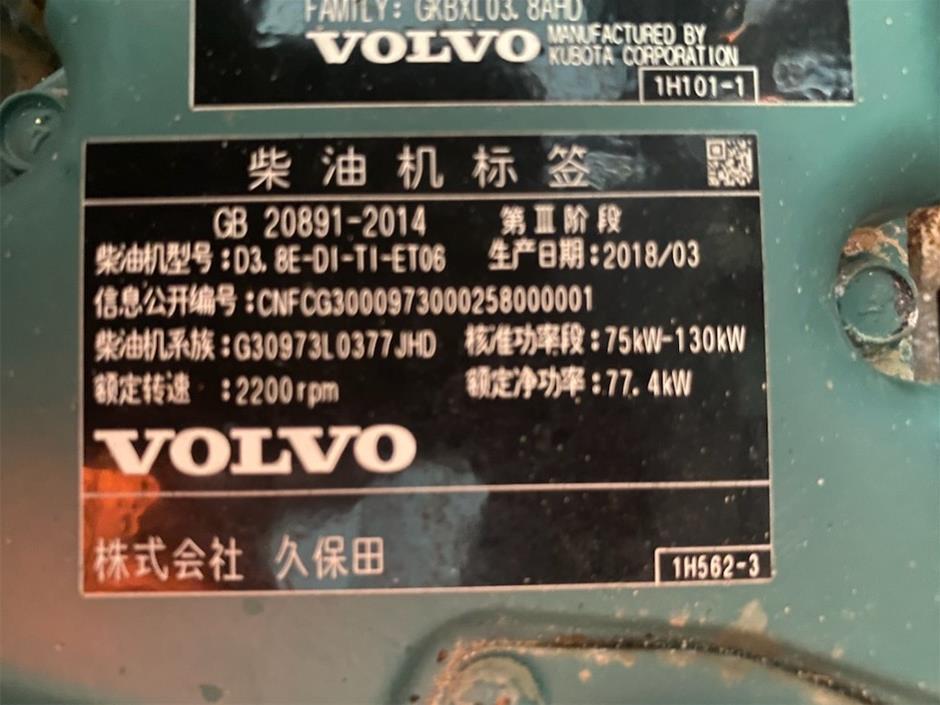 FAMILY: GKBXL03.8AHD
VOLVO MANUFACTURED BY
KUBOTA CORPORATION
1H101-1
柴油机标签
GB 20891-2014 第Ⅲ阶段
柴油机型号:D3.8E-DI-TI-ET06 生产日期:2018/03
信息公开编号:CNFCG3000973000258000001
柴油机系族:G30973L0377JHD 核准功率段:75kW-130kW
额定转速 :2200rpm 额定净功率:77.4kW
VOLVO
株式会社 久保田
1H562-3